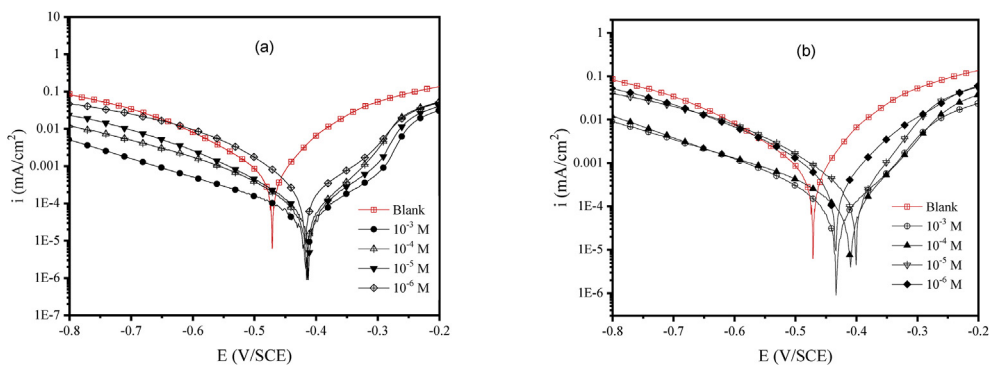 (a)
10
1
0.1
0.01
0.001
1E-4
1E-5
1E-6
1E-7
i (mA/cm²)
-0.8 -0.7 -0.6 -0.5 -0.4 -0.3 -0.2
E (V/SCE)
Blank
10⁻³ M
10⁻⁴ M
10⁻⁵ M
10⁻⁶ M
(b)
1
0.1
0.01
0.001
1E-4
1E-5
1E-6
i (mA/cm²)
-0.8 -0.7 -0.6 -0.5 -0.4 -0.3 -0.2
E (V/SCE)
Blank
10⁻³ M
10⁻⁴ M
10⁻⁵ M
10⁻⁶ M